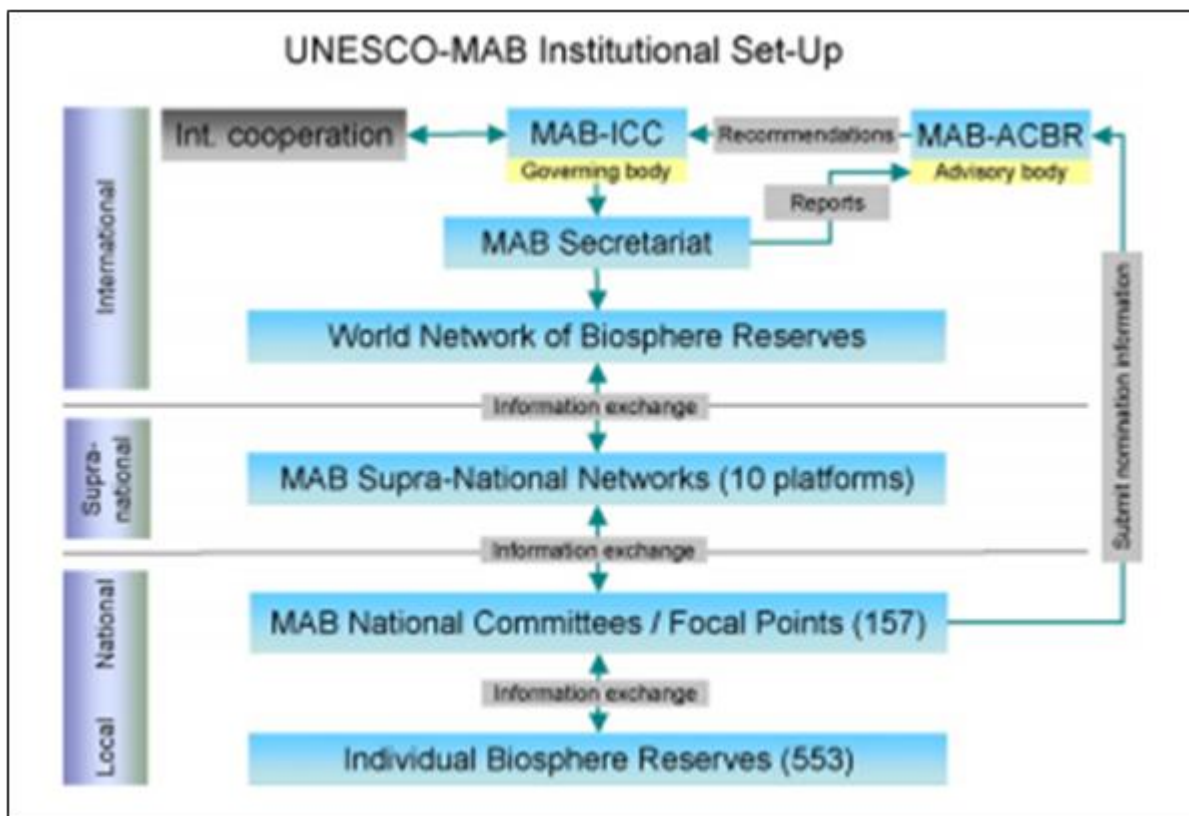 UNESCO-MAB Institutional Set-Up
International
Int. cooperation
MAB-ICC
Governing body
Recommendations
MAB-ACBR
Advisory body
Reports
MAB Secretariat
World Network of Biosphere Reserves
Submit nomination information
Information exchange
Supra-
national
MAB Supra-National Networks (10 platforms)
Information exchange
National
MAB National Committees / Focal Points (157)
Information exchange
Local
Individual Biosphere Reserves (553)